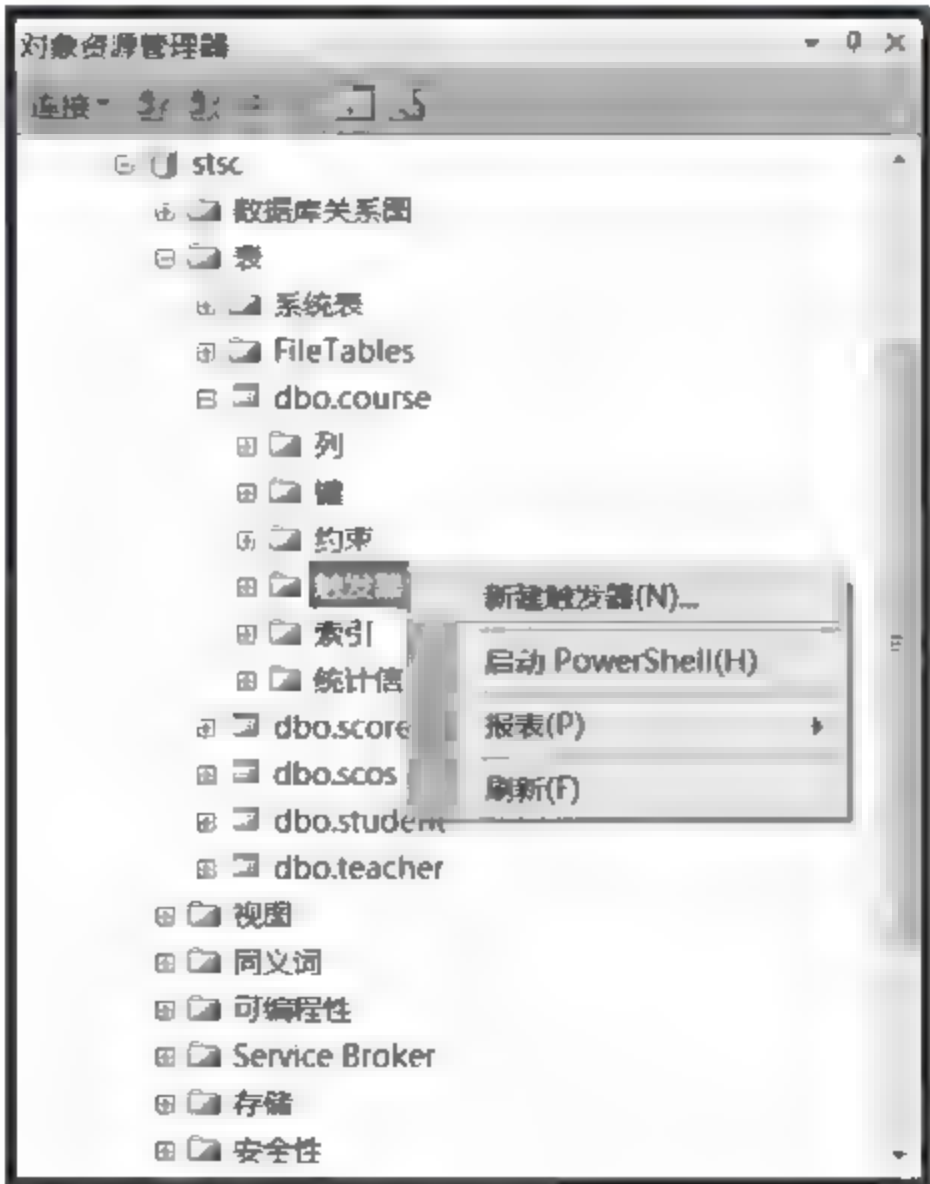 对象资源管理器
连接
stsc
数据库关系图
表
系统表
FileTables
dbo.course
列
键
约束
触发器
新建触发器(N)...
索引
启动 PowerShell(H)
统计信
dbo.score
报表(P)
dbo.scos
刷新(F)
dbo.student
dbo.teacher
视图
同义词
可编程性
Service Broker
存储
安全性